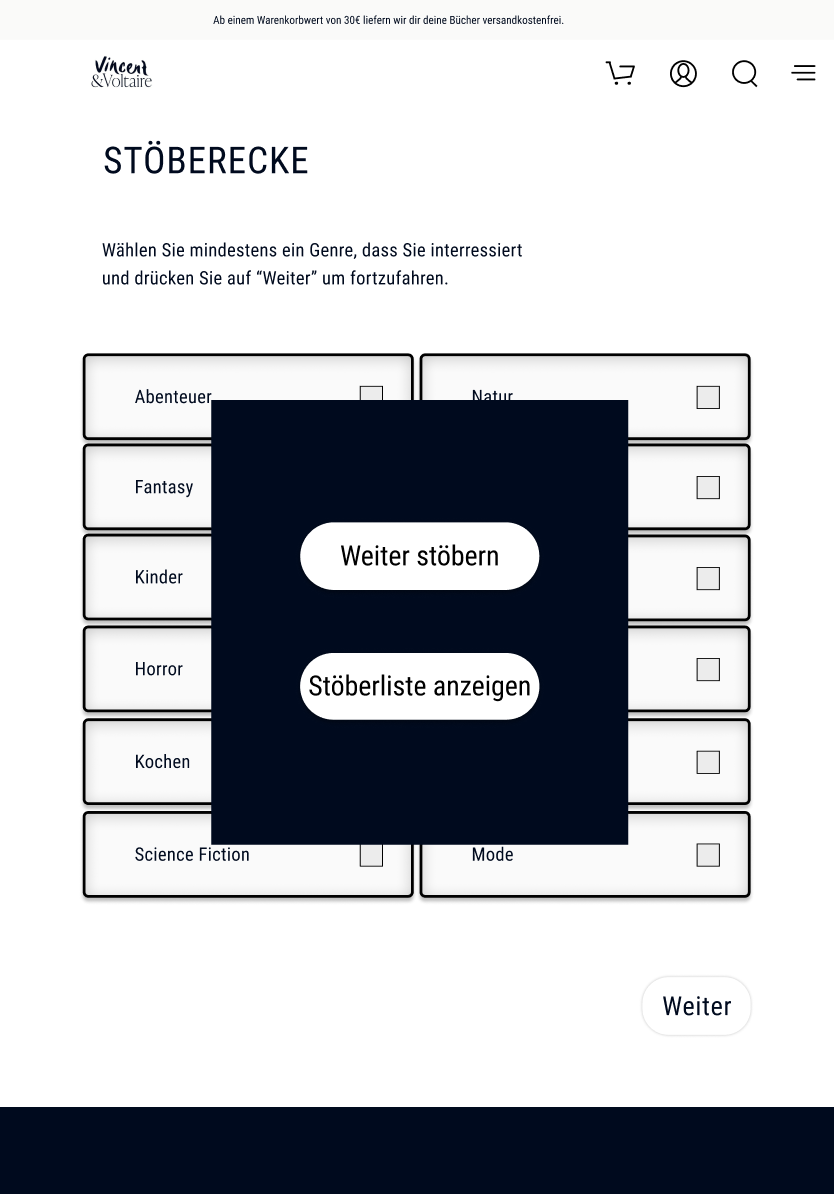 Ab einem Warenkorbwert von 30€ liefern wir dir deine Bücher versandkostenfrei.
Vincent
&Voltaire
STÖBERECKE
Wählen Sie mindestens ein Genre, dass Sie interressiert
und drücken Sie auf “Weiter” um fortzufahren.
Abenteuer
Natur
Fantasy
Kinder
Horror
Kochen
Science Fiction
Mode
Weiter stöbern
Stöberliste anzeigen
Weiter